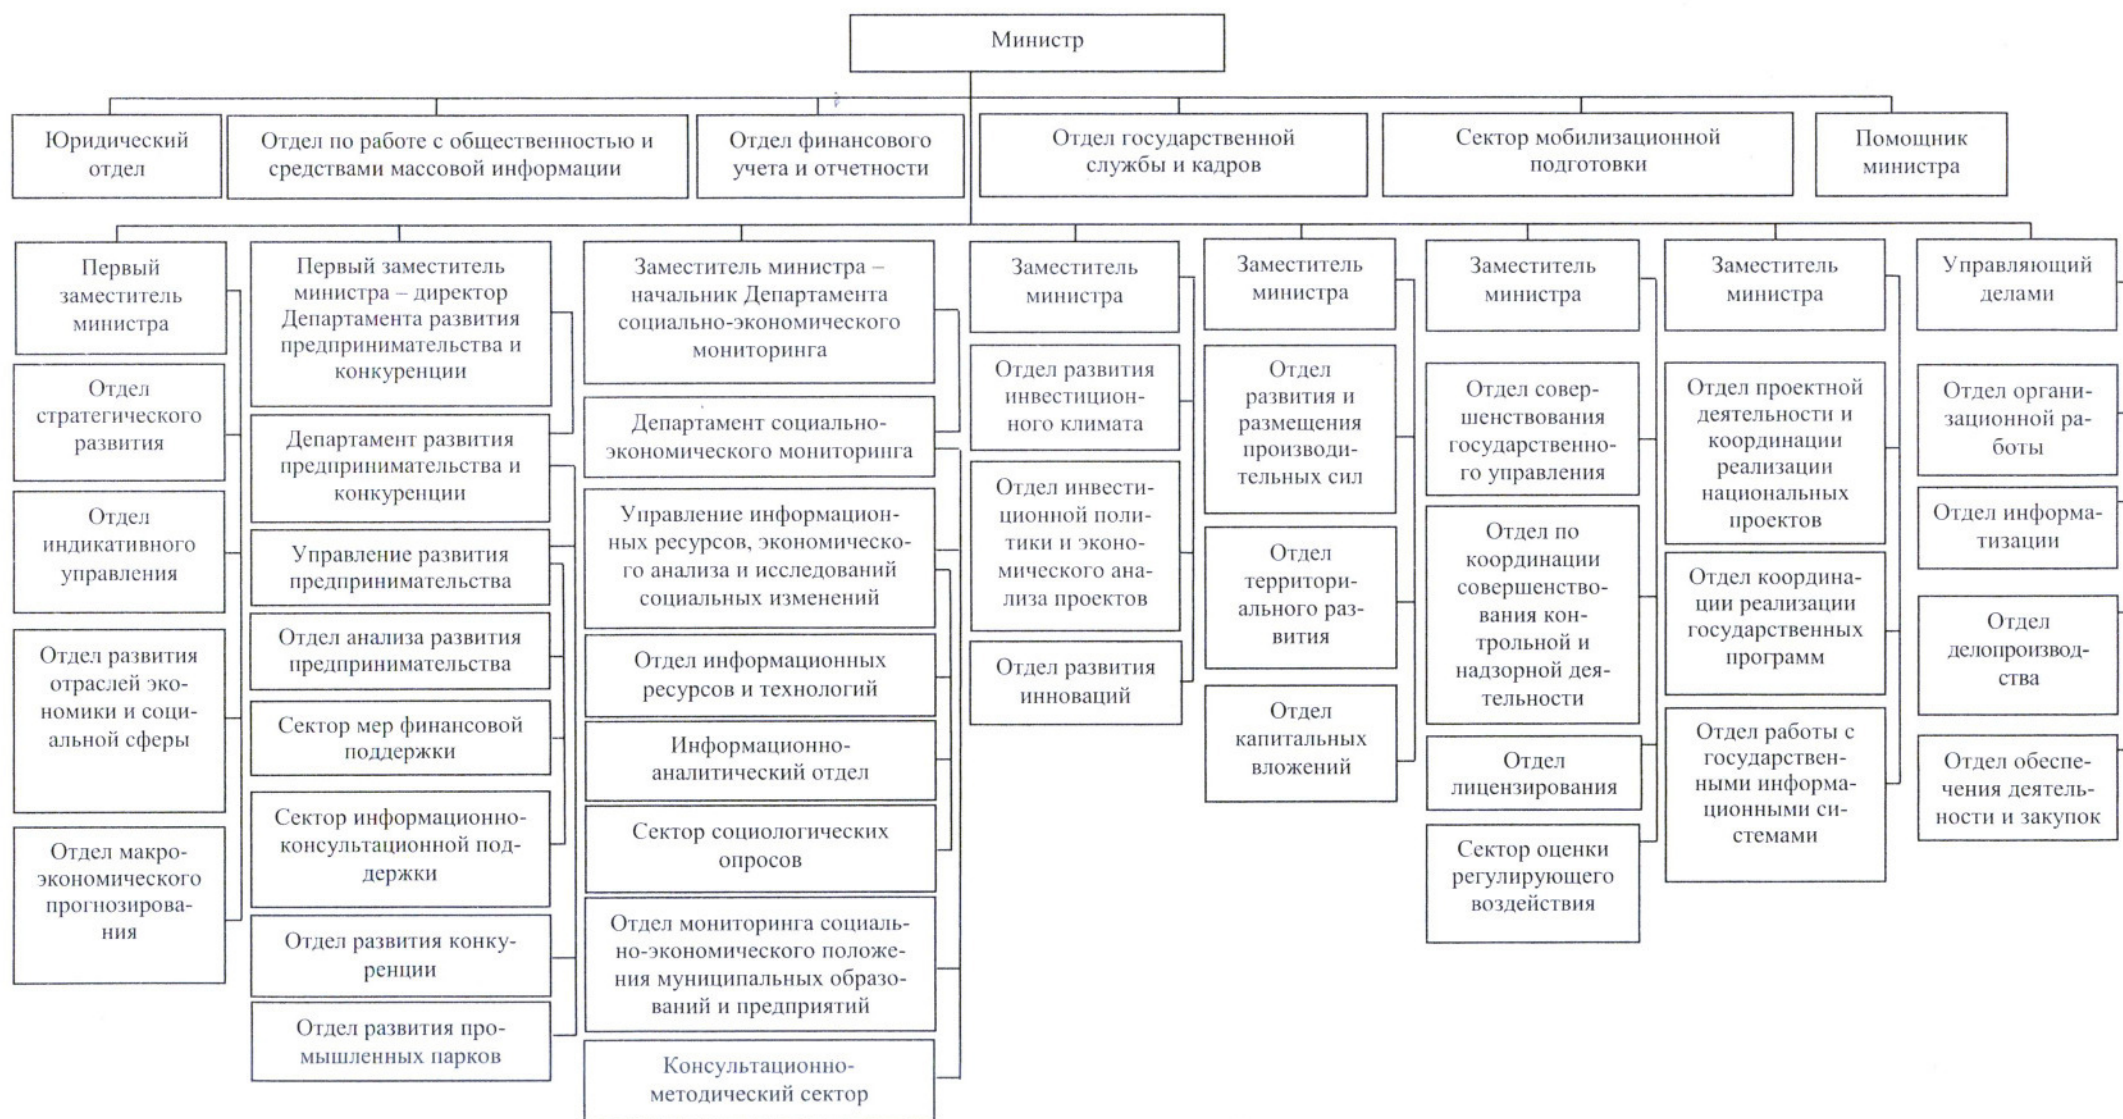 Министр
Юридический
отдел
Отдел по работе с общественностью и
средствами массовой информации
Отдел финансового
учета и отчетности
Отдел государственной
службы и кадров
Сектор мобилизационной
подготовки
Помощник
министра
Первый
заместитель
министра
Отдел
стратегического
развития
Отдел
индикативного
управления
Отдел развития
отраслей эко-
номики и соци-
альной сферы
Отдел макро-
экономического
прогнозирова-
ния
Первый заместитель
министра – директор
Департамента развития
предпринимательства и
конкуренции
Департамент развития
предпринимательства и
конкуренции
Управление развития
предпринимательства
Отдел анализа развития
предпринимательства
Сектор мер финансовой
поддержки
Сектор информационно-
консультационной под-
держки
Отдел развития конку-
ренции
Отдел развития про-
мышленных парков
Заместитель министра –
начальник Департамента
социально-экономического
мониторинга
Департамент социально-
экономического мониторинга
Управление информацион-
ных ресурсов, экономическо-
го анализа и исследований
социальных изменений
Отдел информационных
ресурсов и технологий
Информационно-
аналитический отдел
Сектор социологических
опросов
Отдел мониторинга социаль-
но-экономического положе-
ния муниципальных образо-
ваний и предприятий
Консультационно-
методический сектор
Заместитель
министра
Отдел развития
инвестицион-
ного климата
Отдел инвести-
ционной поли-
тики и эконо-
мического ана-
лиза проектов
Отдел развития
инноваций
Заместитель
министра
Отдел
развития и
размещения
производи-
тельных сил
Отдел
территори-
ального раз-
вития
Отдел
капитальных
вложений
Заместитель
министра
Отдел совер-
шенствования
государственно-
го управления
Отдел по
координации
совершенство-
вания кон-
трольной и
надзорной дея-
тельности
Отдел
лицензирования
Сектор оценки
регулирующего
воздействия
Заместитель
министра
Отдел проектной
деятельности и
координации
реализации
национальных
проектов
Отдел координа-
ции реализации
государственных
программ
Отдел работы с
государствен-
ными информа-
ционными си-
стемами
Управляющий
делами
Отдел органи-
зационной ра-
боты
Отдел информа-
тизации
Отдел
делопроизвод-
ства
Отдел обеспе-
чения деятель-
ности и закупок